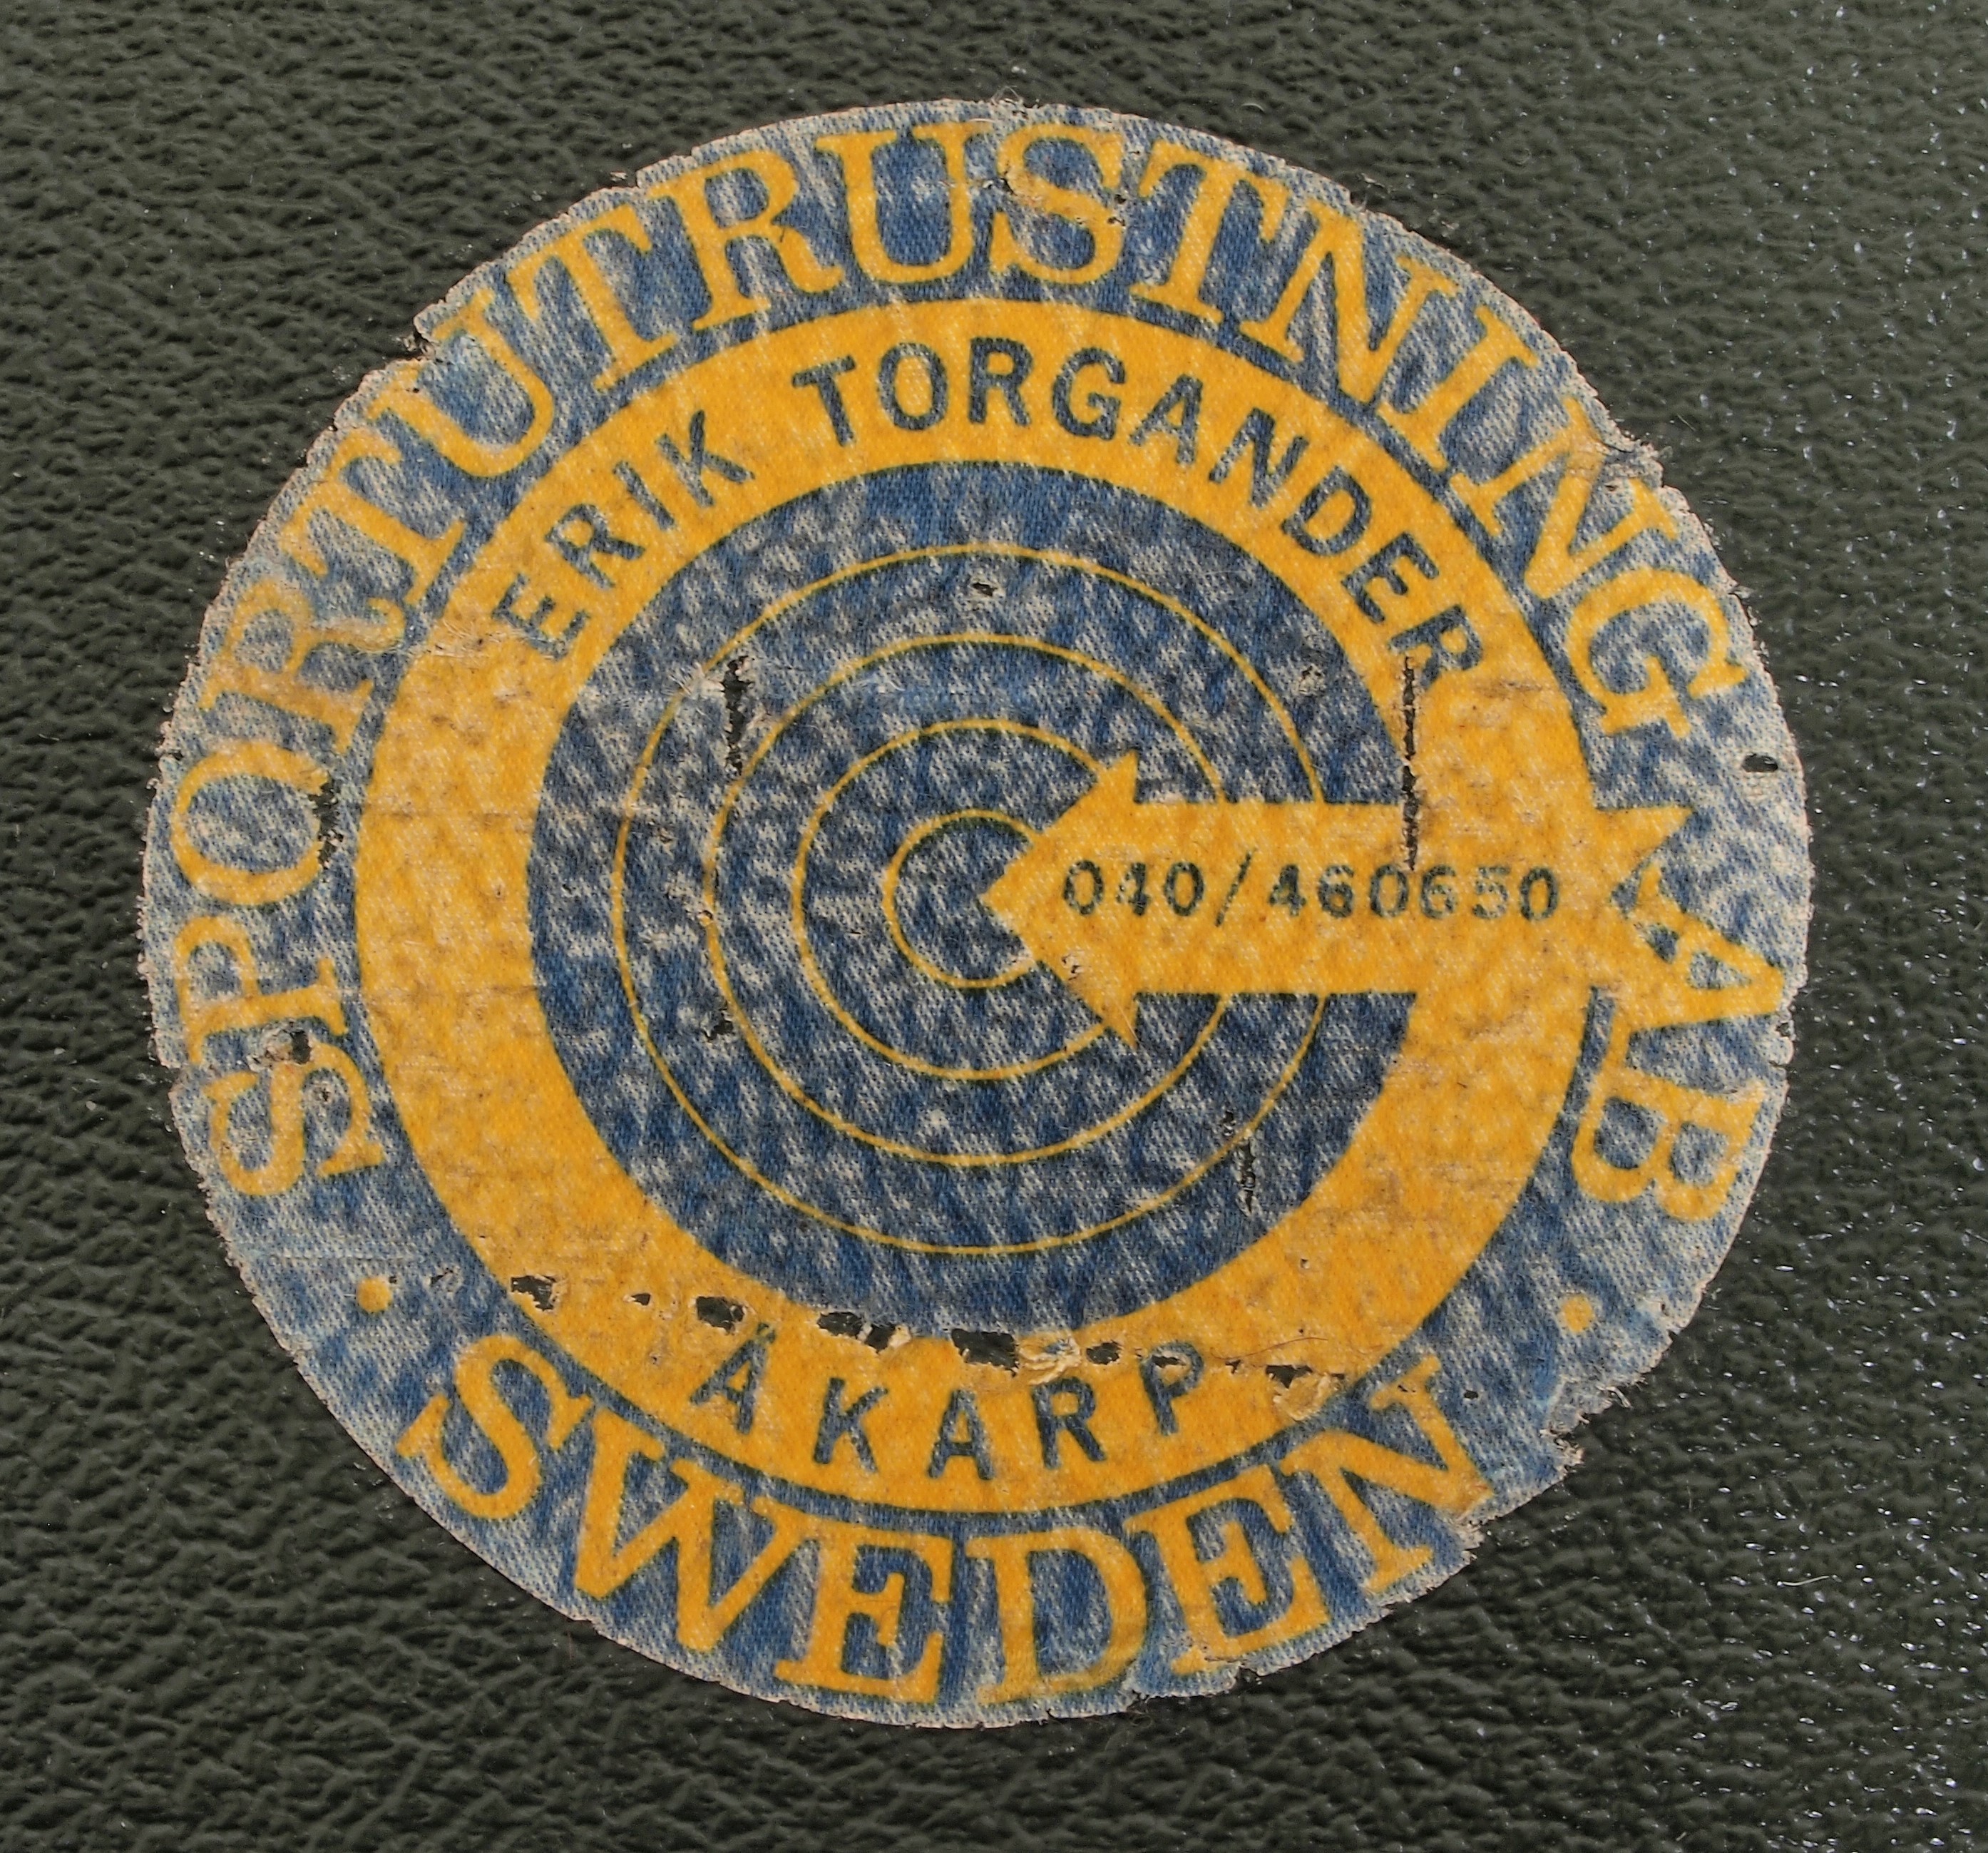 SPORTUTRUSTNING AB
ERIK TORGANDER
040/460650
ÅKARP
• SWEDEN •